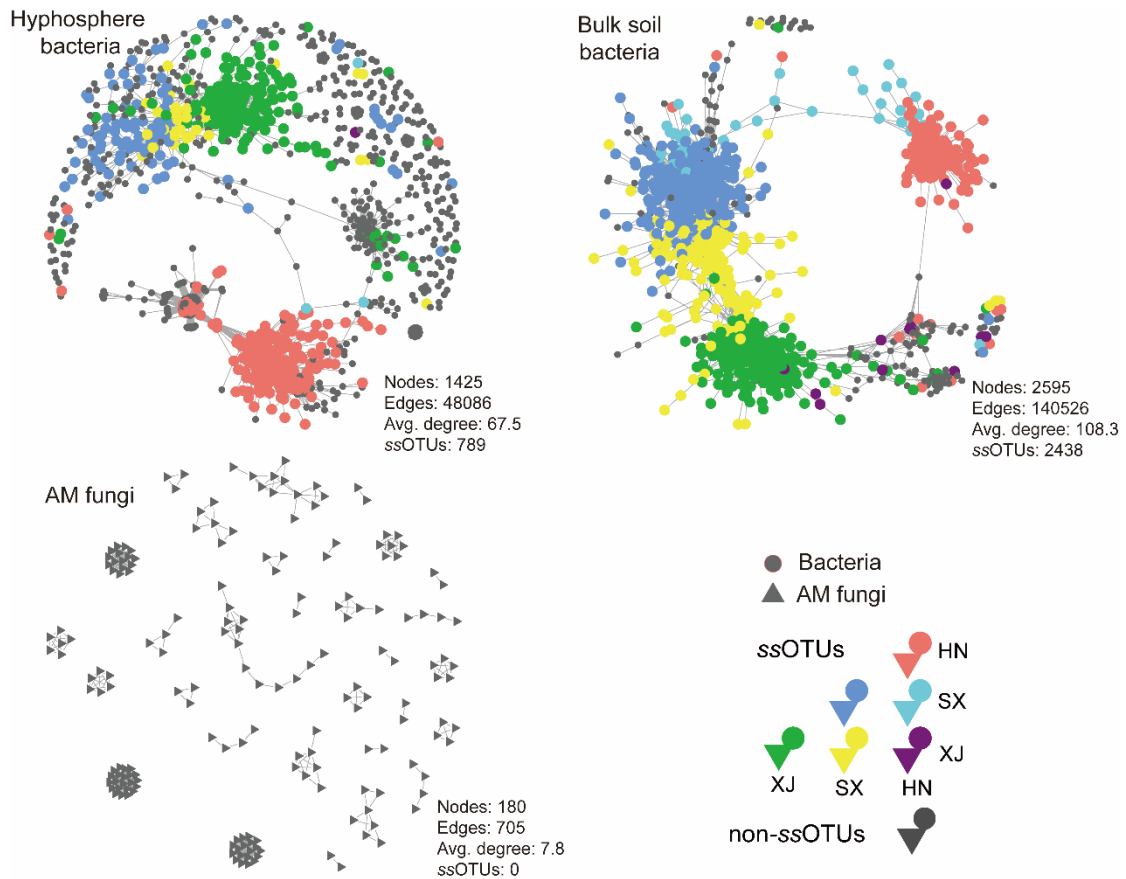 Hyphosphere
bacteria
Nodes: 1425
Edges: 48086
Avg. degree: 67.5
ssOTUs: 789
Bulk soil
bacteria
Nodes: 2595
Edges: 140526
Avg. degree: 108.3
ssOTUs: 2438
AM fungi
Nodes: 180
Edges: 705
Avg. degree: 7.8
ssOTUs: 0
Bacteria
AM fungi
ssOTUs
HN
SX
XJ
XJ SX HN
non-ssOTUs